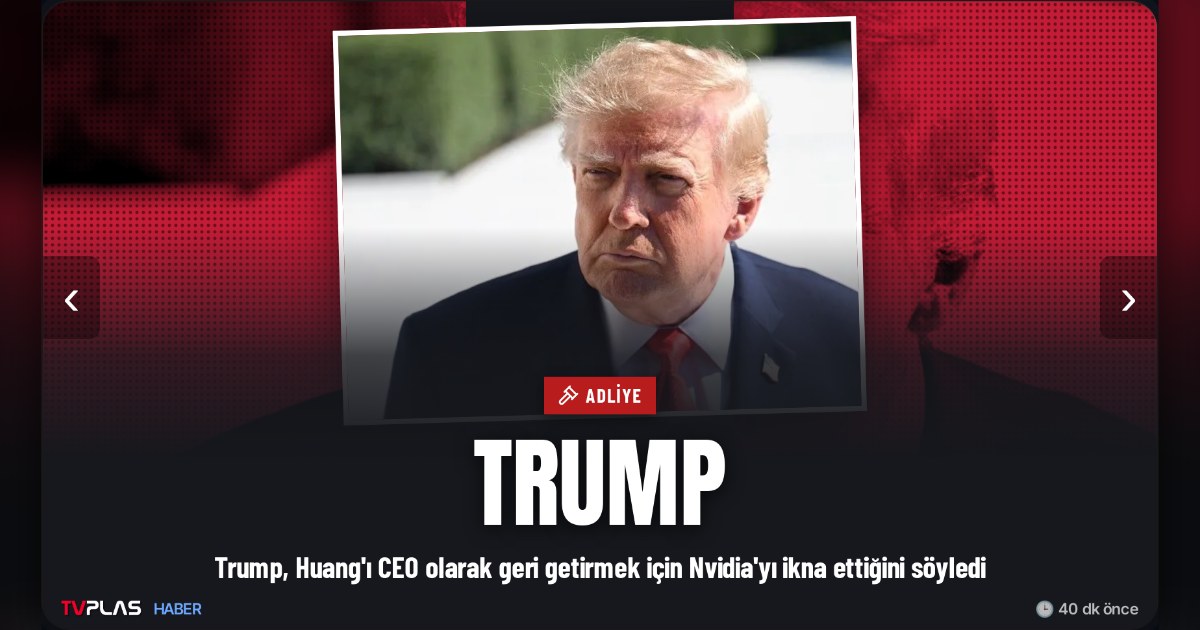 ADLİYE
TRUMP
Trump, Huang'ı CEO olarak geri getirmek için Nvidia'yı ikna ettiğini söyledi
TVPLAS HABER
40 dk önce